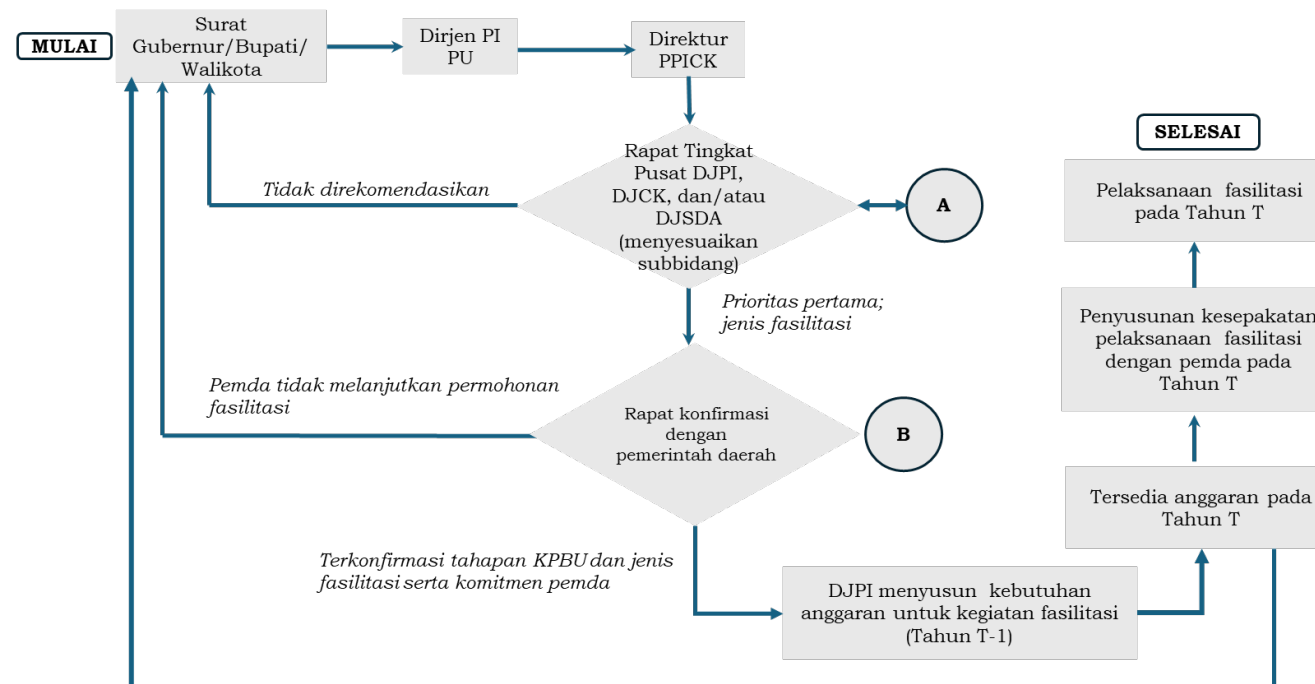 MULAI
Surat
Gubernur/Bupati/
Walikota
Dirjen PI
PU
Direktur
PPICK
SELESAI
Rapat Tingkat
Pusat DJPI,
DJCK, dan/atau
DJSDA
(menyesuaikan
subbidang)
Tidak direkomendasikan
A
Pelaksanaan fasilitasi
pada Tahun T
Prioritas pertama;
jenis fasilitasi
Penyusunan kesepakatan
pelaksanaan fasilitasi
dengan pemda pada
Tahun T
Pemda tidak melanjutkan permohonan
fasilitasi
Rapat konfirmasi
dengan
pemerintah daerah
B
Tersedia anggaran pada
Tahun T
Terkonfirmasi tahapan KPBU dan jenis
fasilitasi serta komitmen pemda
DJPI menyusun kebutuhan
anggaran untuk kegiatan fasilitasi
(Tahun T-1)